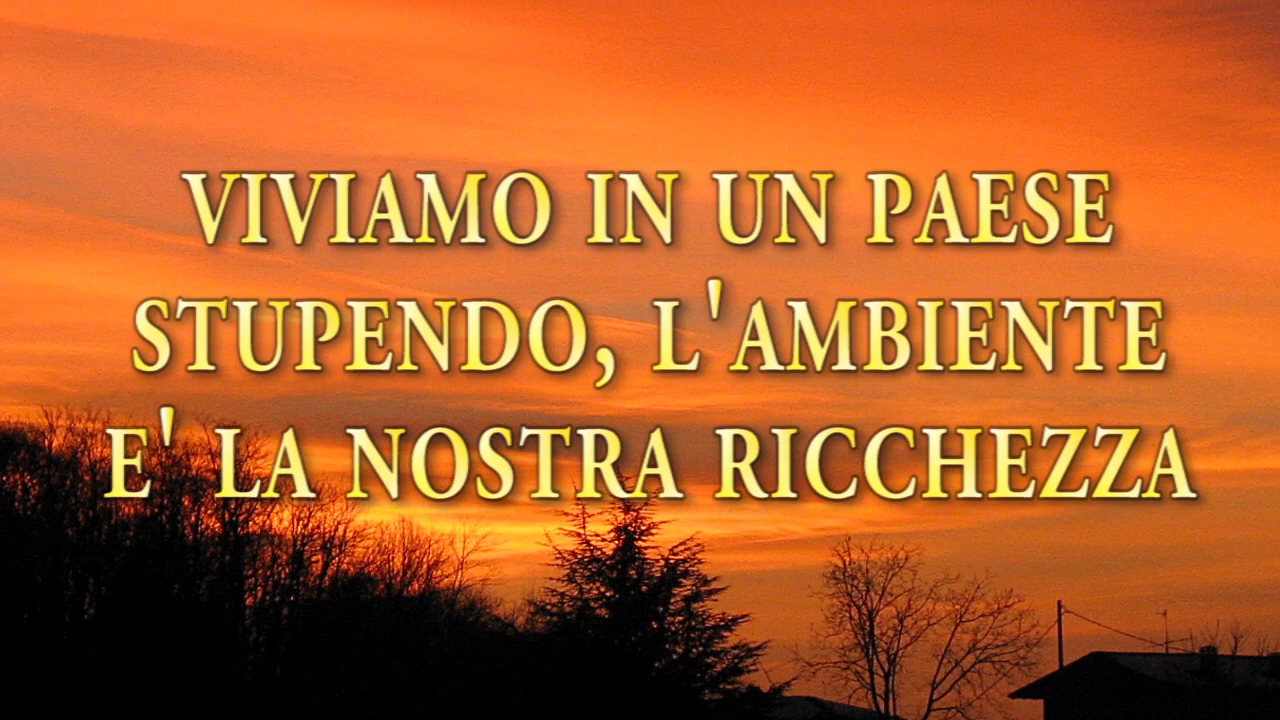 VIVIAMO IN UN PAESE
STUPENDO, L'AMBIENTE
E' LA NOSTRA RICCHEZZA